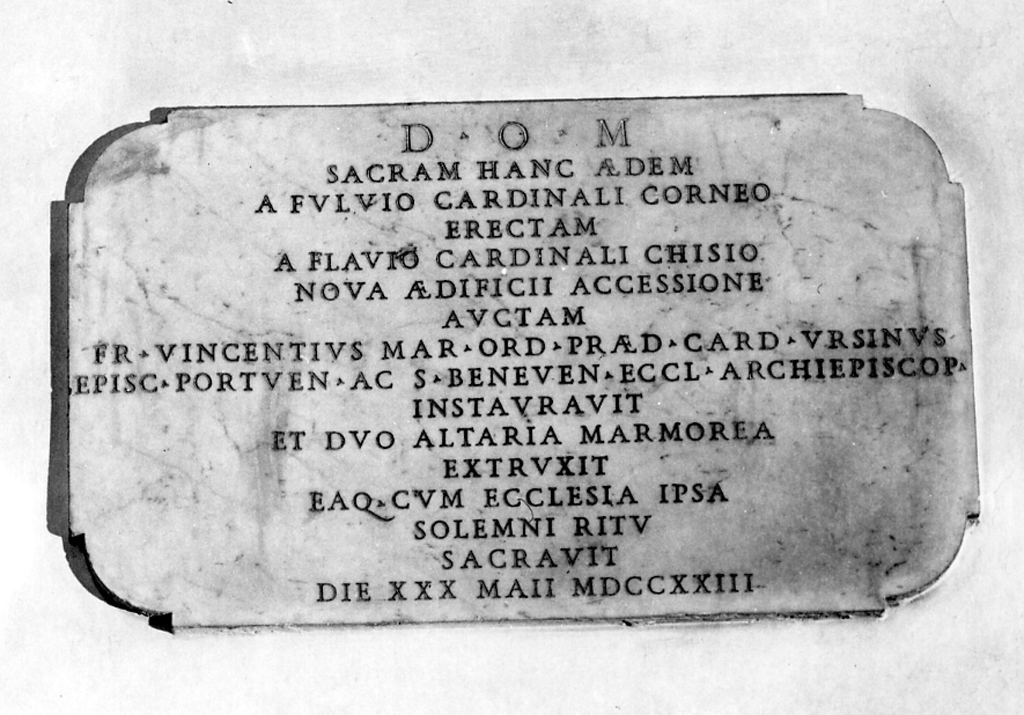 D · O · M
SACRAM HANC ÆDEM
A FVLVIO CARDINALI CORNEO
ERECTAM
A FLAVIO CARDINALI CHISIO
NOVA ÆDIFICII ACCESSIONE
AVCTAM
FR · VINCENTIVS MAR · ORD · PRÆD · CARD · VRSINVS
EPISC · PORTVEN · AC S · BENEVEN · ECCL · ARCHIEPISCOP ·
INSTAVRAVIT
ET DVO ALTARIA MARMOREA
EXTRVXIT
EAQ · CVM ECCLESIA IPSA
SOLEMNI RITV
SACRAVIT
DIE XXX MAII MDCCXXIII